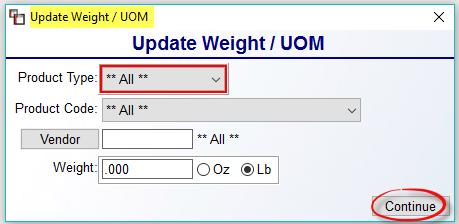 Update Weight / UOM
Update Weight / UOM
Product Type: ** All **
Product Code: ** All **
Vendor ** All **
Weight: .000 Oz Lb
Continue